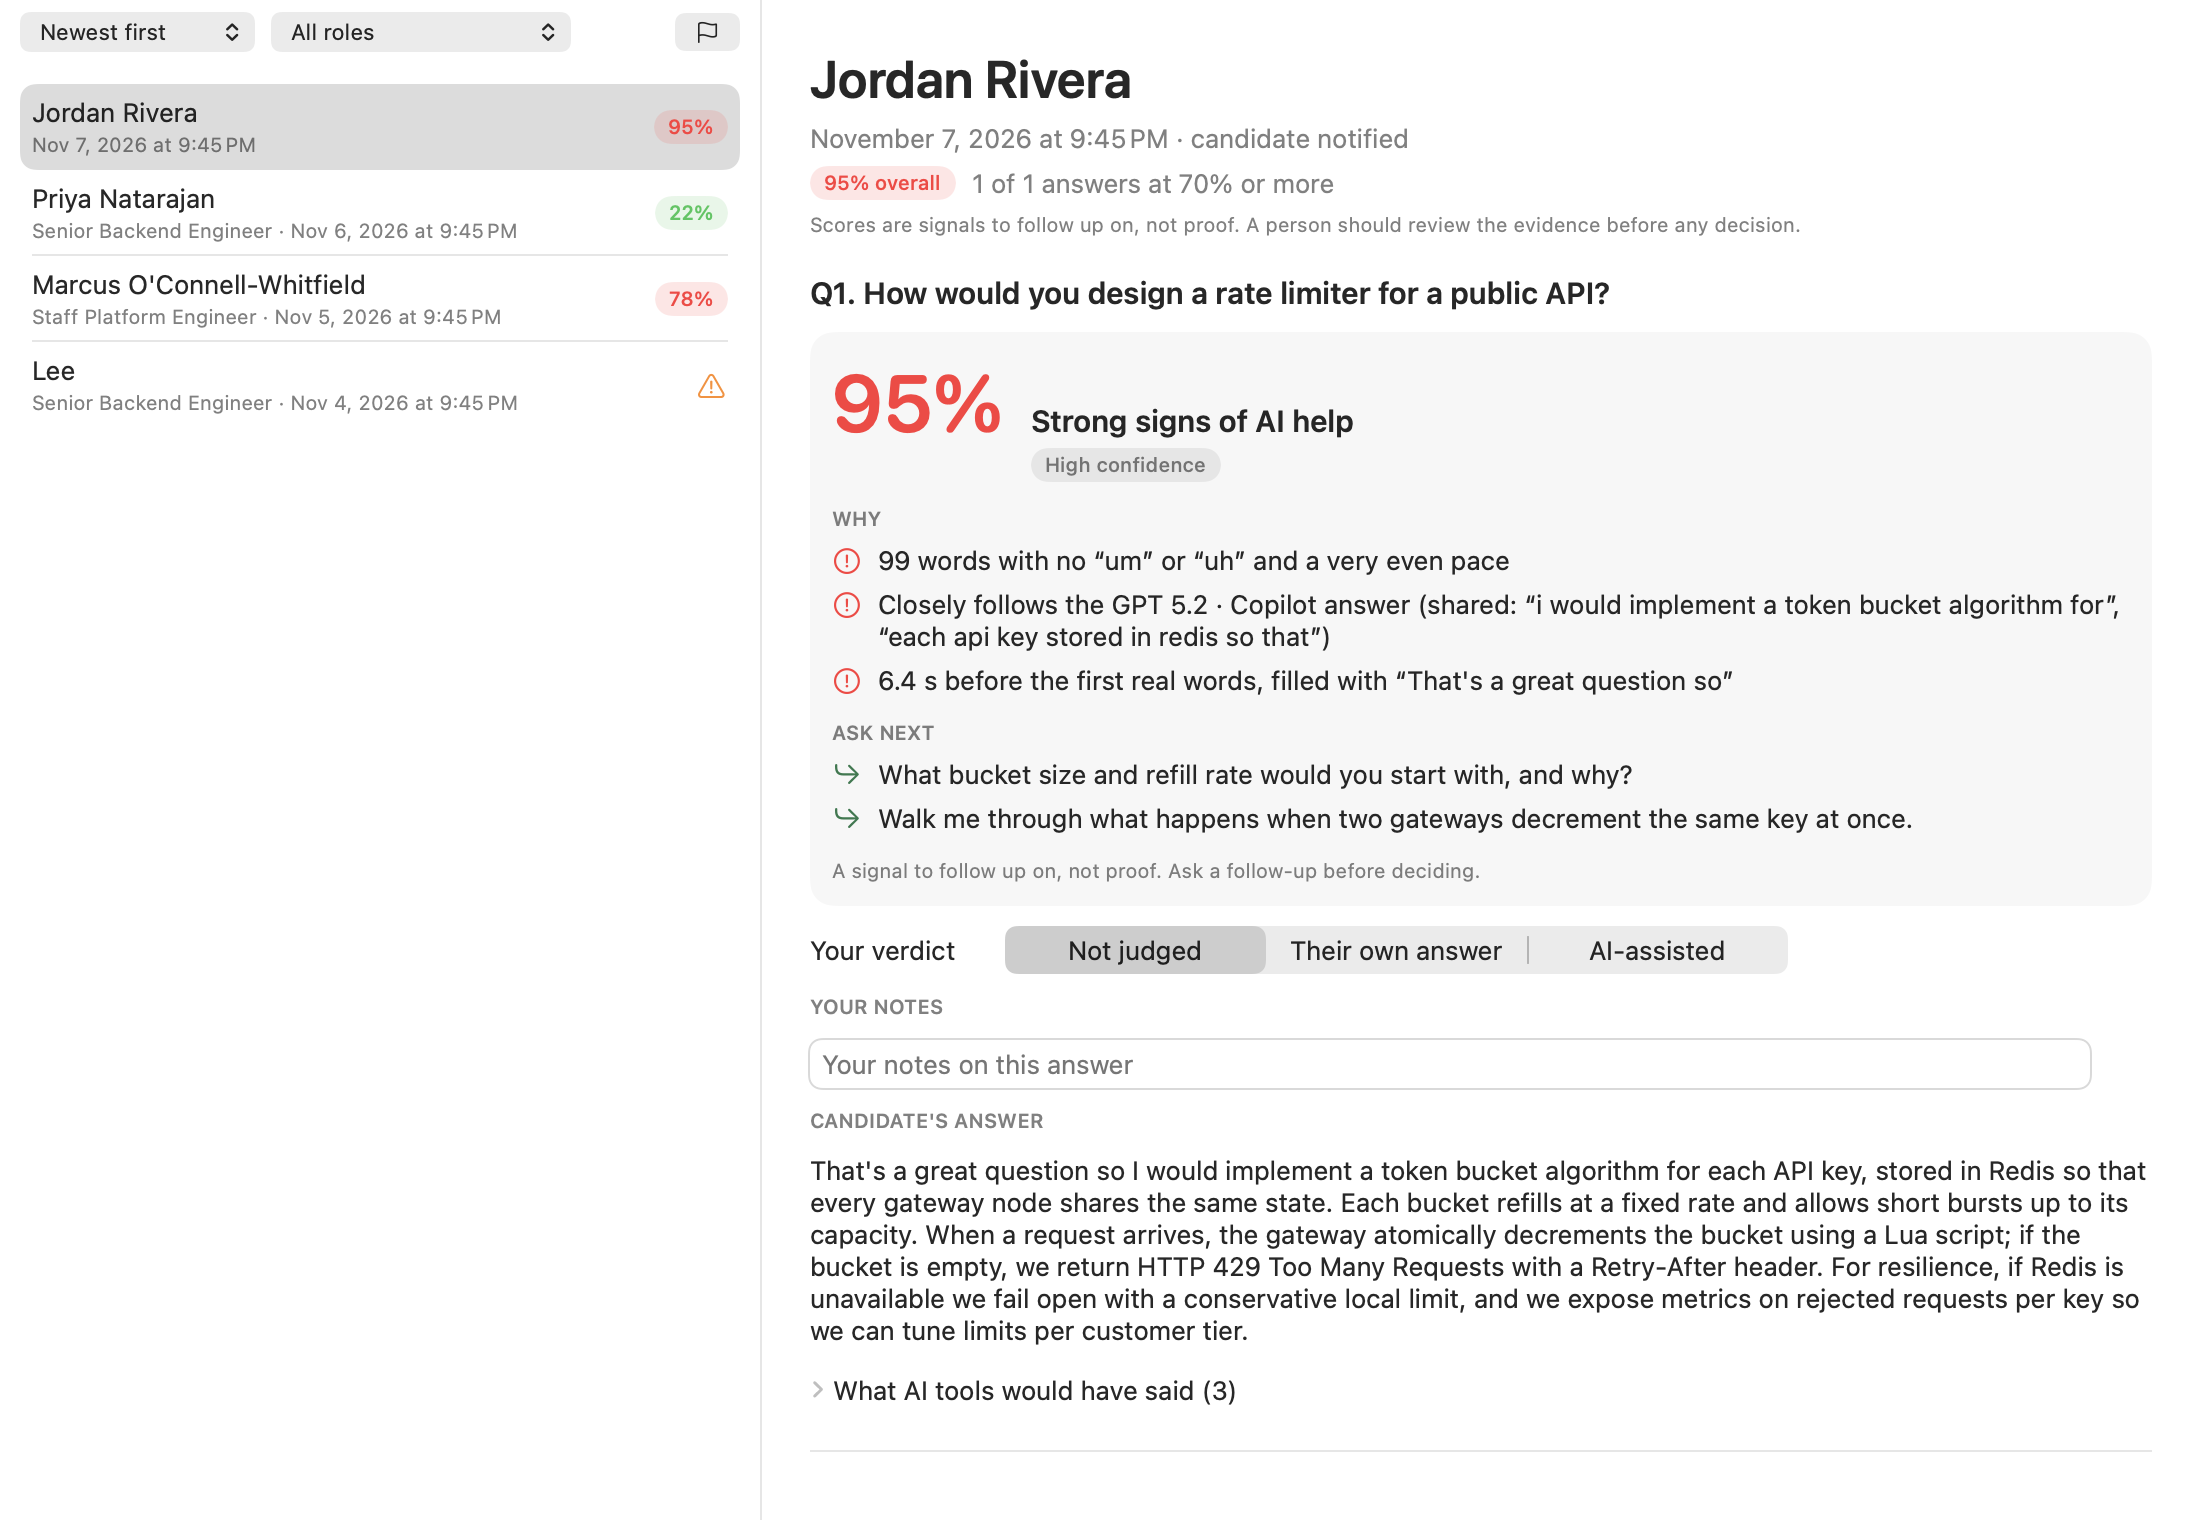 Newest first
All roles
Jordan Rivera
Nov 7, 2026 at 9:45 PM
95%
Priya Natarajan
Senior Backend Engineer · Nov 6, 2026 at 9:45 PM
22%
Marcus O'Connell-Whitfield
Staff Platform Engineer · Nov 5, 2026 at 9:45 PM
78%
Lee
Senior Backend Engineer · Nov 4, 2026 at 9:45 PM
Jordan Rivera
November 7, 2026 at 9:45 PM · candidate notified
95% overall 1 of 1 answers at 70% or more
Scores are signals to follow up on, not proof. A person should review the evidence before any decision.
Q1. How would you design a rate limiter for a public API?
95% Strong signs of AI help
High confidence
WHY
99 words with no “um” or “uh” and a very even pace
Closely follows the GPT 5.2 · Copilot answer (shared: “i would implement a token bucket algorithm for”,
“each api key stored in redis so that”)
6.4 s before the first real words, filled with “That's a great question so”
ASK NEXT
What bucket size and refill rate would you start with, and why?
Walk me through what happens when two gateways decrement the same key at once.
A signal to follow up on, not proof. Ask a follow-up before deciding.
Your verdict Not judged Their own answer AI-assisted
YOUR NOTES
Your notes on this answer
CANDIDATE'S ANSWER
That's a great question so I would implement a token bucket algorithm for each API key, stored in Redis so that
every gateway node shares the same state. Each bucket refills at a fixed rate and allows short bursts up to its
capacity. When a request arrives, the gateway atomically decrements the bucket using a Lua script; if the
bucket is empty, we return HTTP 429 Too Many Requests with a Retry-After header. For resilience, if Redis is
unavailable we fail open with a conservative local limit, and we expose metrics on rejected requests per key so
we can tune limits per customer tier.
What AI tools would have said (3)